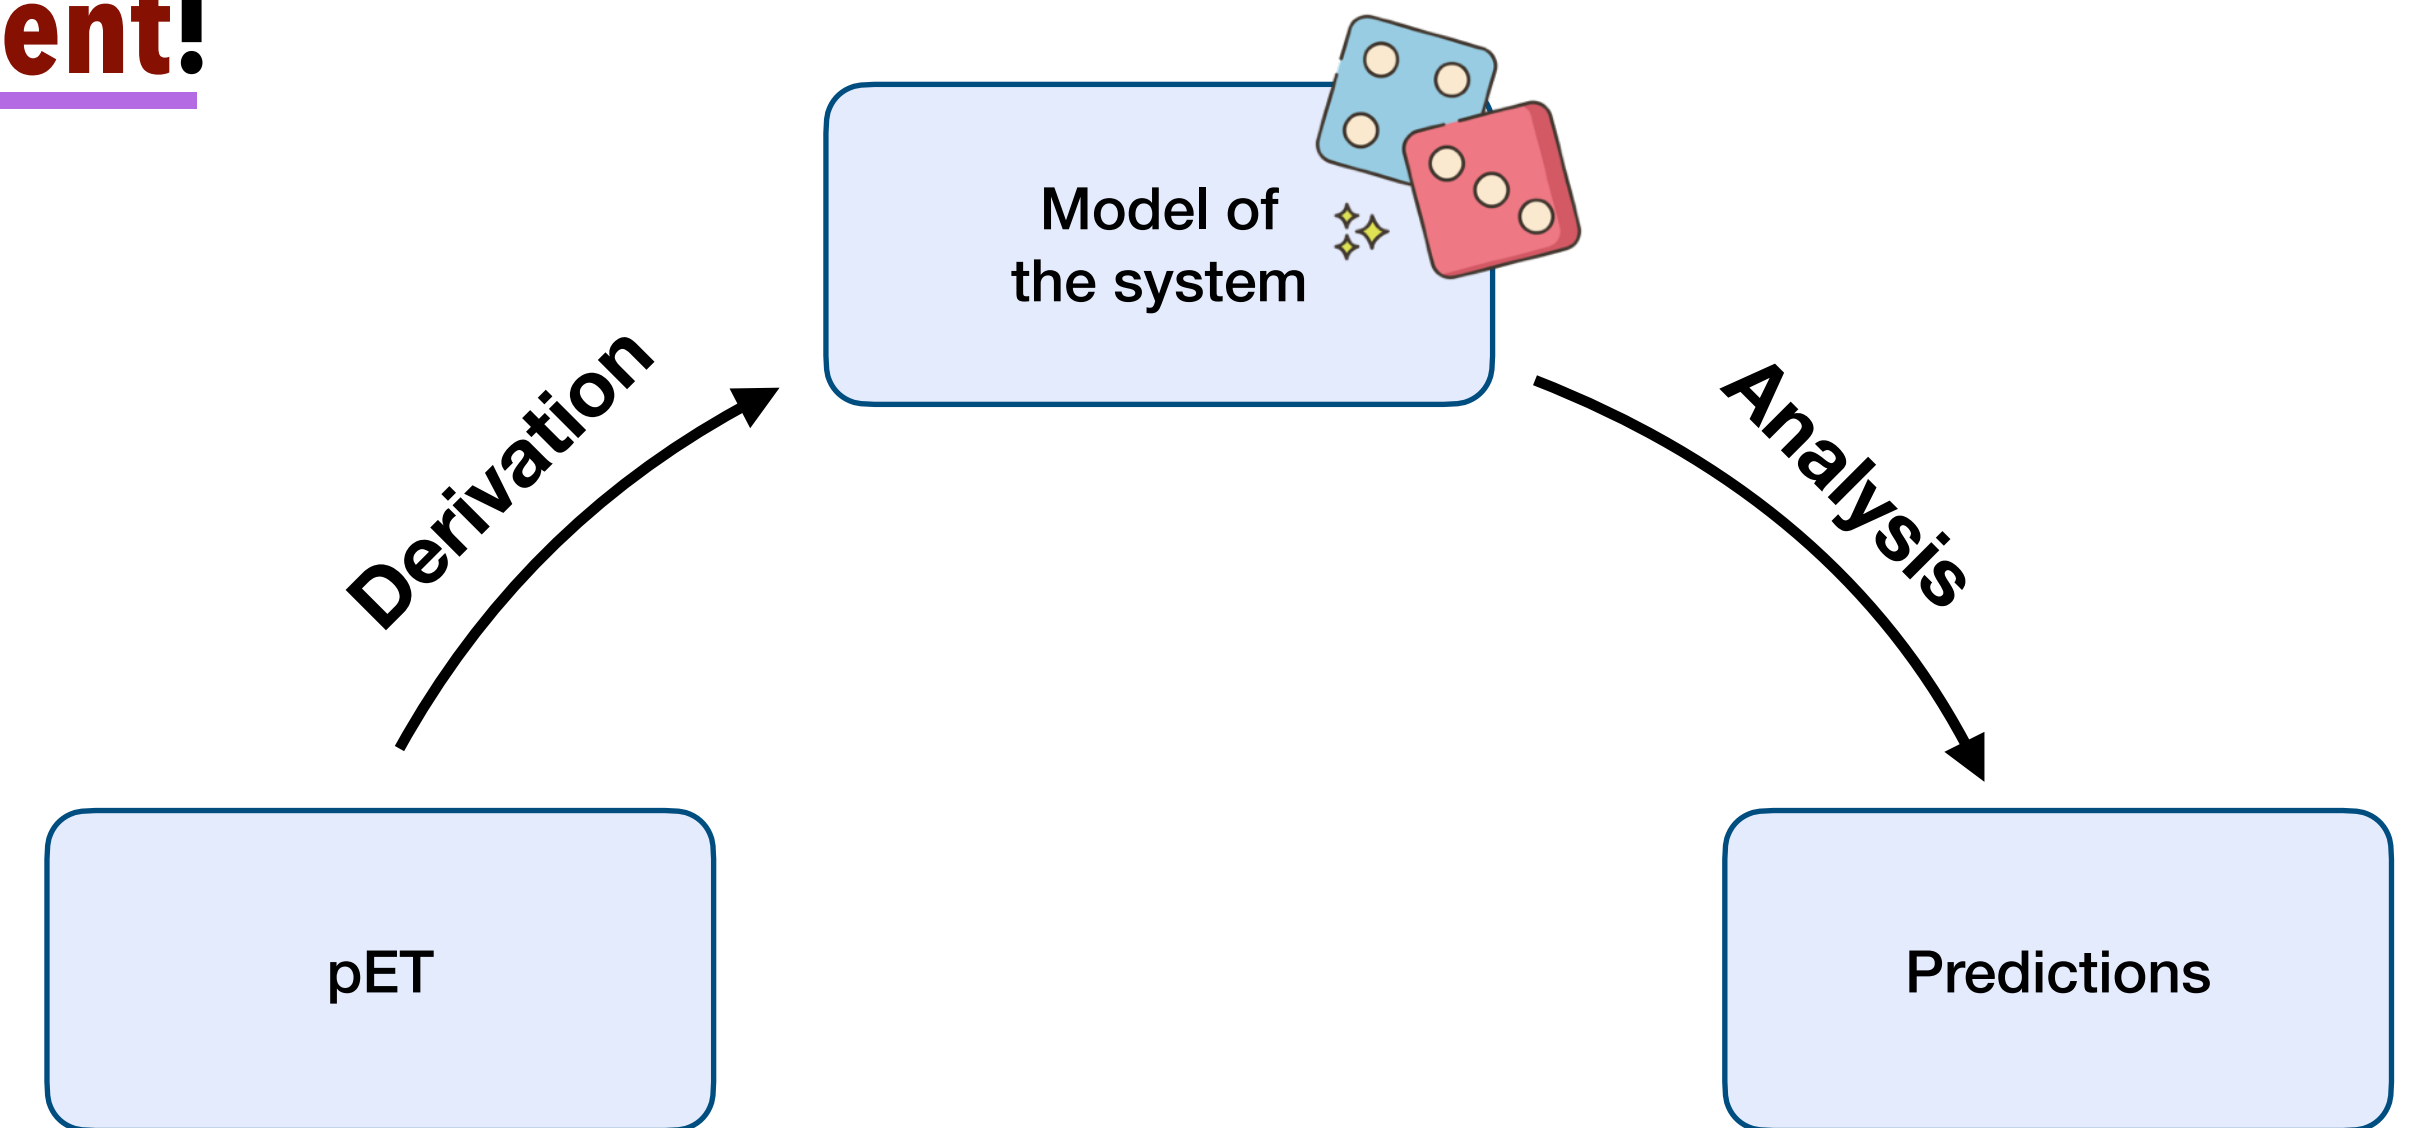 ent!
Model of
the system
Derivation
Analysis
pET
Predictions